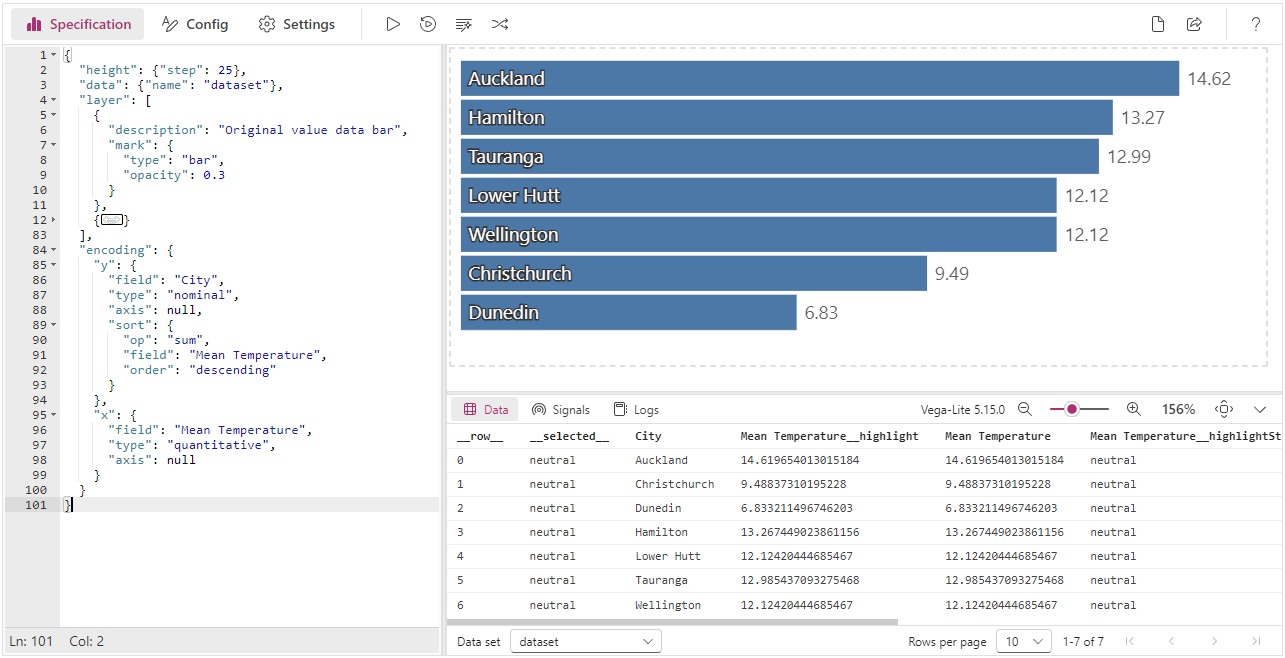 Specification Config Settings ?
1 {
2 "height": {"step": 25},
3 "data": {"name": "dataset"},
4 "layer": [
5 {
6 "description": "Original value data bar",
7 "mark": {
8 "type": "bar",
9 "opacity": 0.3
10 }
11 },
12 {}
83 ],
84 "encoding": {
85 "y": {
86 "field": "City",
87 "type": "nominal",
88 "axis": null,
89 "sort": {
90 "op": "sum",
91 "field": "Mean Temperature",
92 "order": "descending"
93 }
94 },
95 "x": {
96 "field": "Mean Temperature",
97 "type": "quantitative",
98 "axis": null
99 }
100 }
101 }
Ln: 101 Col: 2
Auckland 14.62
Hamilton 13.27
Tauranga 12.99
Lower Hutt 12.12
Wellington 12.12
Christchurch 9.49
Dunedin 6.83
Data Signals Logs Vega-Lite 5.15.0 156%
__row__ __selected__ City Mean Temperature__highlight Mean Temperature Mean Temperature__highlightSt
0 neutral Auckland 14.619654013015184 14.619654013015184 neutral
1 neutral Christchurch 9.48837310195228 9.48837310195228 neutral
2 neutral Dunedin 6.833211496746203 6.833211496746203 neutral
3 neutral Hamilton 13.267449023861156 13.267449023861156 neutral
4 neutral Lower Hutt 12.12420444685467 12.12420444685467 neutral
5 neutral Tauranga 12.985437093275468 12.985437093275468 neutral
6 neutral Wellington 12.12420444685467 12.12420444685467 neutral
Data set dataset Rows per page 10 1-7 of 7